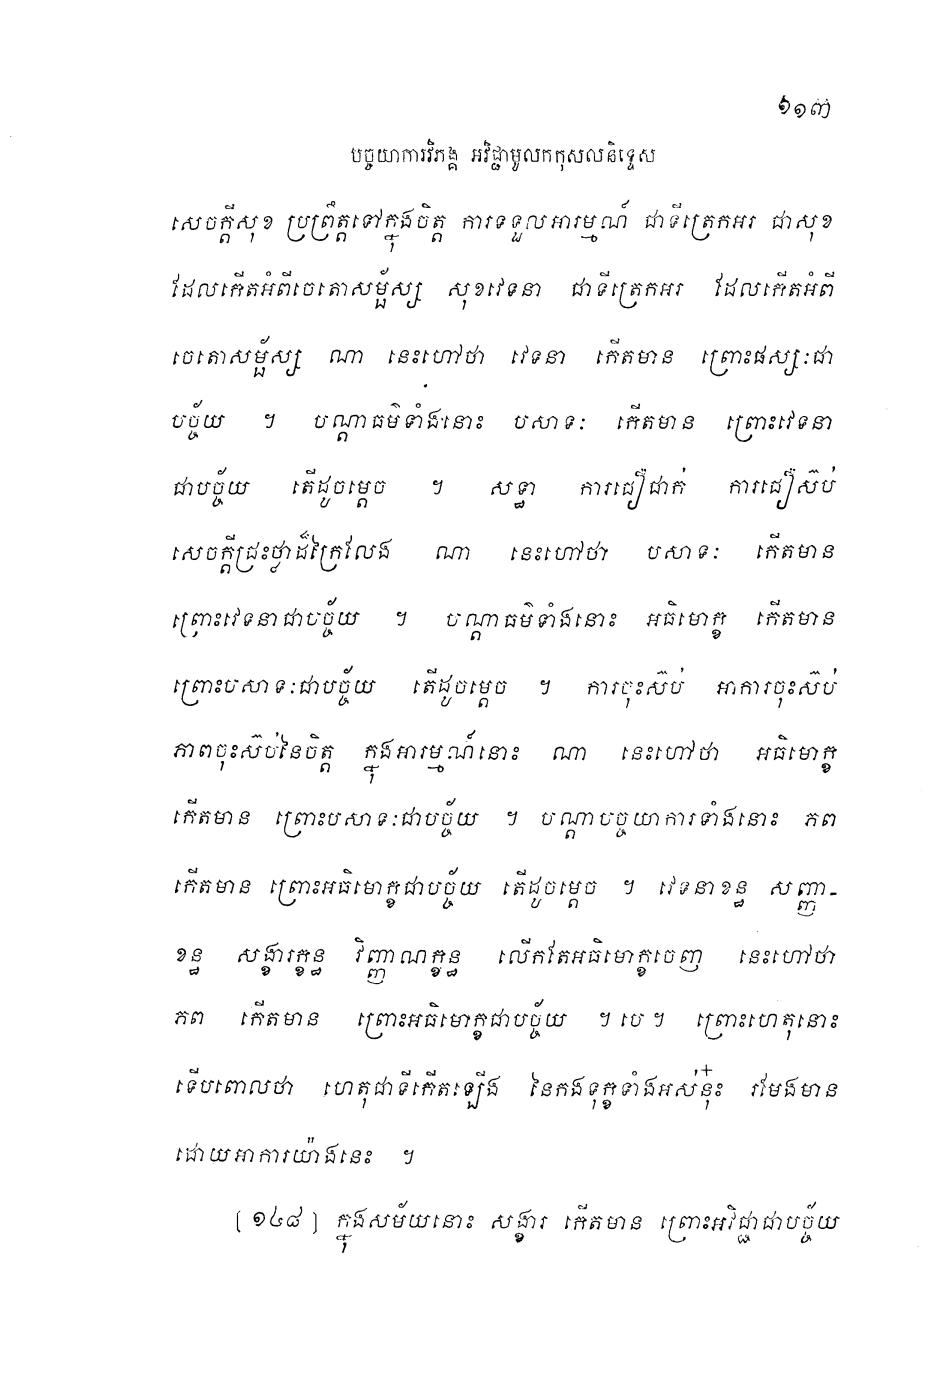 ៦១៣
បច្ចយាការវិភង្គ អវិជ្ជាមូលកកុសលនិទ្ទេស
សេចក្តីសុខ ប្រព្រឹត្តទៅក្នុងចិត្ត ការទទួលអារម្មណ៍ ជាទីត្រេកអរ ជាសុខ
ដែលកើតអំពីចេតោសម្ផ័ស្ស សុខវេទនា ជាទីត្រេកអរ ដែលកើតអំពី
ចេតោសម្ផ័ស្ស ណា នេះហៅថា វេទនា កើតមាន ព្រោះផស្សៈជា
បច្ច័យ ។ បណ្តាធម៌ទាំងនោះ បសាទៈ កើតមាន ព្រោះវេទនា
ជាបច្ច័យ តើដូចម្តេច ។ សទ្ធា ការជឿជាក់ ការជឿស៊ប់
សេចក្តីជ្រះថ្លាដ៏ក្រៃលែង ណា នេះហៅថា បសាទៈ កើតមាន
ព្រោះវេទនាជាបច្ច័យ ។ បណ្តាធម៌ទាំងនោះ អធិមោក្ខ កើតមាន
ព្រោះបសាទៈជាបច្ច័យ តើដូចម្តេច ។ ការចុះស៊ប់ អាការចុះស៊ប់
ភាពចុះស៊ប់នៃចិត្ត ក្នុងអារម្មណ៍នោះ ណា នេះហៅថា អធិមោក្ខ
កើតមាន ព្រោះបសាទៈជាបច្ច័យ ។ បណ្តាបច្ចយាការទាំងនោះ ភព
កើតមាន ព្រោះអធិមោក្ខជាបច្ច័យ តើដូចម្តេច ។ វេទនាខន្ធ សញ្ញា-
ខន្ធ សង្ខារក្ខន្ធ វិញ្ញាណក្ខន្ធ លើកតែអធិមោក្ខចេញ នេះហៅថា
ភព កើតមាន ព្រោះអធិមោក្ខជាបច្ច័យ ។បេ។ ព្រោះហេតុនោះ
ទើបពោលថា ហេតុជាទីកើតឡើង នៃកងទុក្ខទាំងអស់នុ៎ះ រមែងមាន
ដោយអាការយ៉ាងនេះ ។
[១៤៨] ក្នុងសម័យនោះ សង្ខារ កើតមាន ព្រោះអវិជ្ជាជាបច្ច័យ